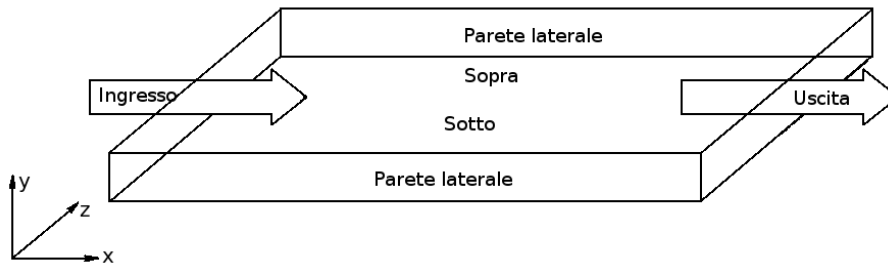 Parete laterale
Sopra
Ingresso
Uscita
Sotto
Parete laterale
y
z
x